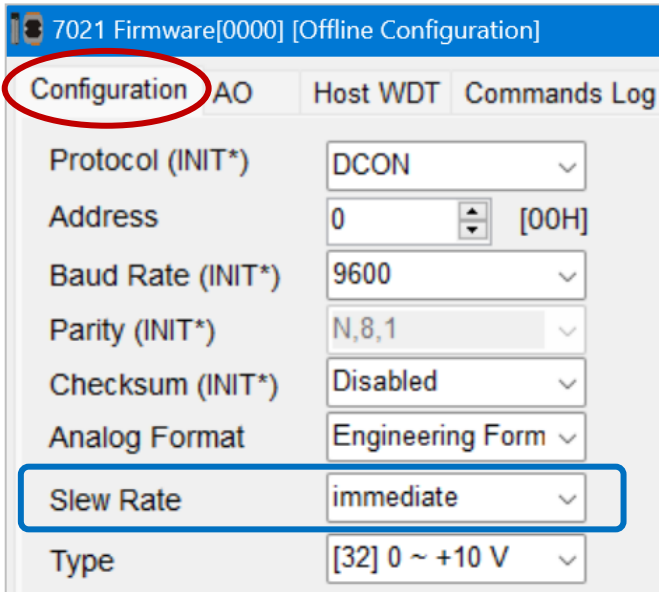 7021 Firmware[0000] [Offline Configuration]
Configuration AO Host WDT Commands Log
Protocol (INIT*) DCON
Address 0 [00H]
Baud Rate (INIT*) 9600
Parity (INIT*) N,8,1
Checksum (INIT*) Disabled
Analog Format Engineering Form
Slew Rate immediate
Type [32] 0 ~ +10 V